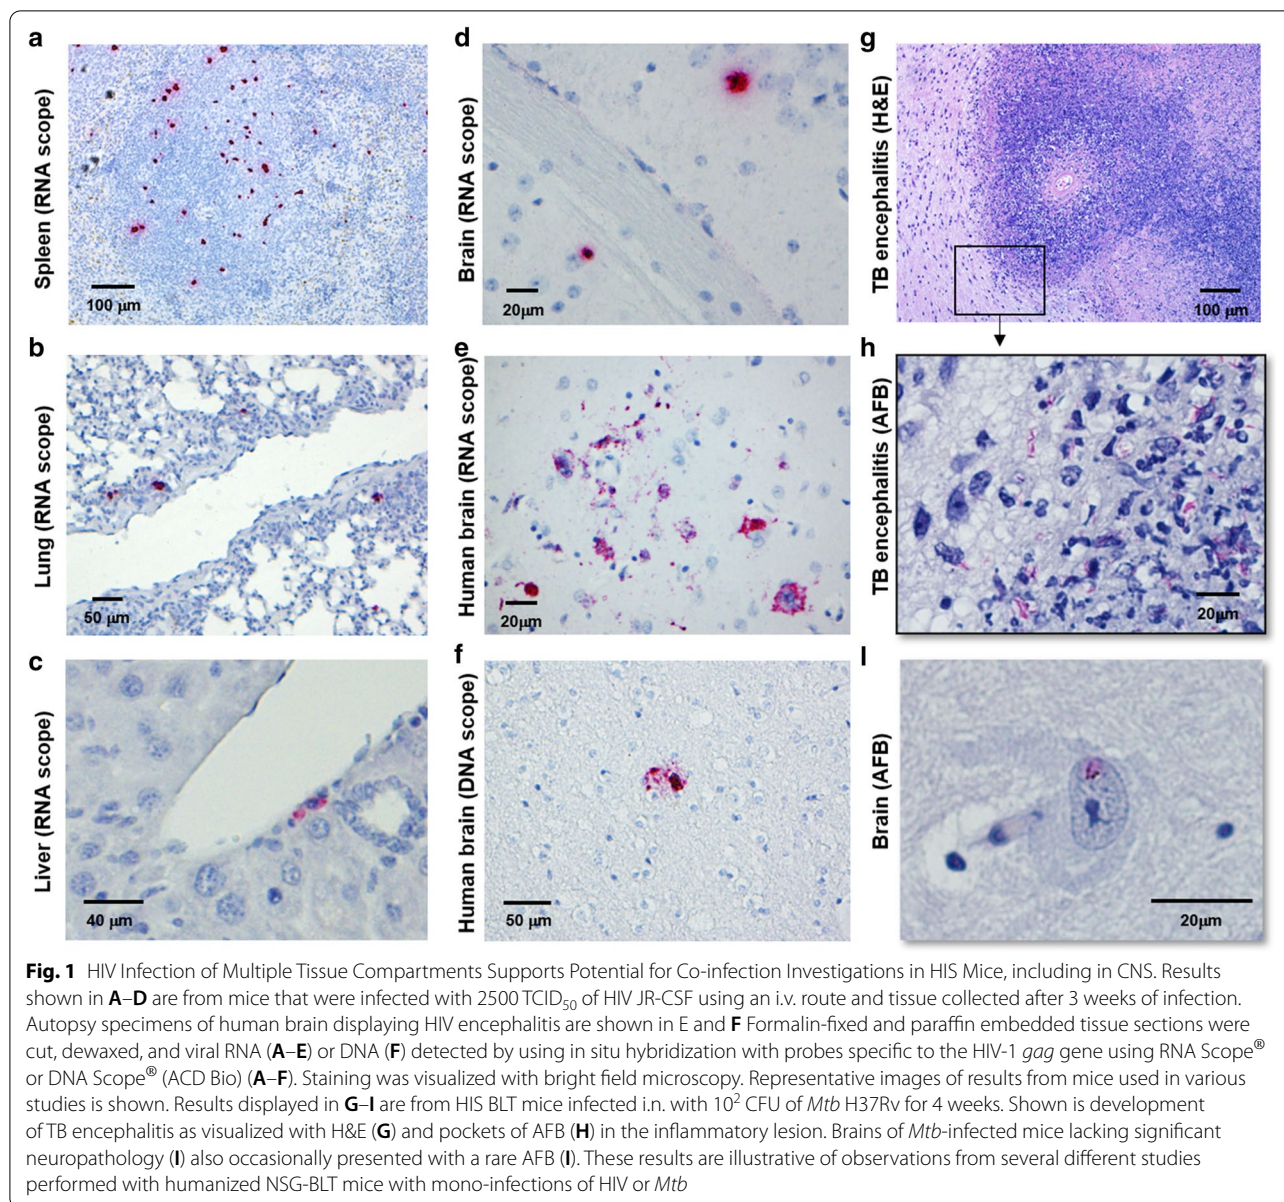 a
Spleen (RNA scope)
100 µm
b
Lung (RNA scope)
50 µm
c
Liver (RNA scope)
40 µm
d
Brain (RNA scope)
20µm
e
Human brain (RNA scope)
20µm
f
Human brain (DNA scope)
50 µm
g
TB encephalitis (H&E)
100 µm
h
TB encephalitis (AFB)
20µm
I
Brain (AFB)
20µm
Fig. 1 HIV Infection of Multiple Tissue Compartments Supports Potential for Co-infection Investigations in HIS Mice, including in CNS. Results
shown in A–D are from mice that were infected with 2500 TCID50 of HIV JR-CSF using an i.v. route and tissue collected after 3 weeks of infection.
Autopsy specimens of human brain displaying HIV encephalitis are shown in E and F Formalin-fixed and paraffin embedded tissue sections were
cut, dewaxed, and viral RNA (A–E) or DNA (F) detected by using in situ hybridization with probes specific to the HIV-1 gag gene using RNA Scope®
or DNA Scope® (ACD Bio) (A–F). Staining was visualized with bright field microscopy. Representative images of results from mice used in various
studies is shown. Results displayed in G–I are from HIS BLT mice infected i.n. with 10² CFU of Mtb H37Rv for 4 weeks. Shown is development
of TB encephalitis as visualized with H&E (G) and pockets of AFB (H) in the inflammatory lesion. Brains of Mtb-infected mice lacking significant
neuropathology (I) also occasionally presented with a rare AFB (I). These results are illustrative of observations from several different studies
performed with humanized NSG-BLT mice with mono-infections of HIV or Mtb